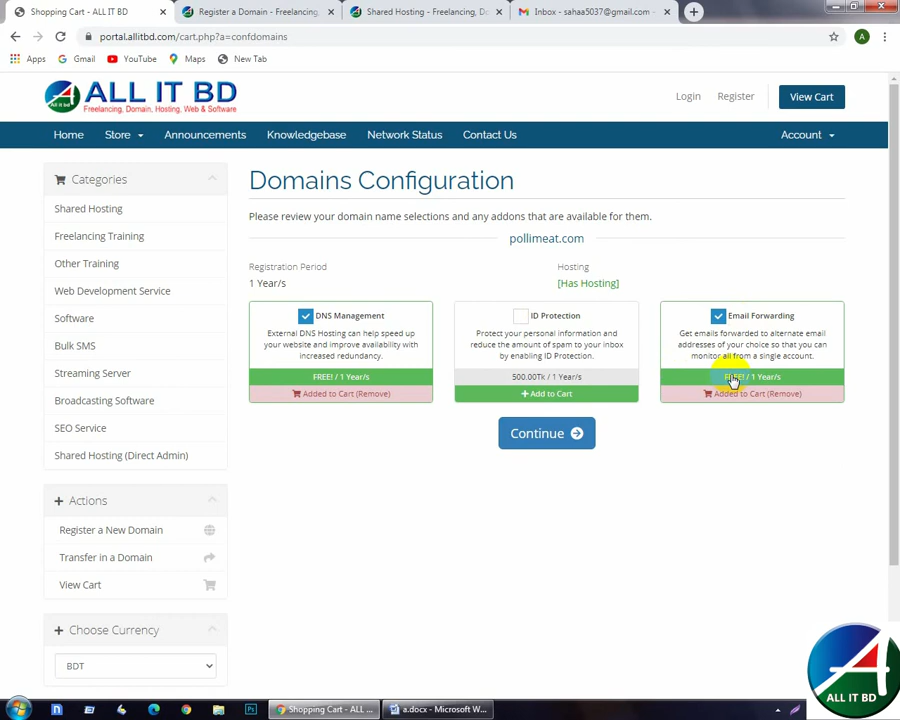 Shopping Cart - ALL IT BD
Register a Domain - Freelancing,
Shared Hosting - Freelancing, Do
Inbox - sahaa5037@gmail.com -
portal.allitbd.com/cart.php?a=confdomains
A
Apps
Gmail
YouTube
Maps
New Tab
All it BD
ALL IT BD
Freelancing, Domain, Hosting, Web & Software
Login
Register
View Cart
Home
Store
Announcements
Knowledgebase
Network Status
Contact Us
Account
Categories
Shared Hosting
Freelancing Training
Other Training
Web Development Service
Software
Bulk SMS
Streaming Server
Broadcasting Software
SEO Service
Shared Hosting (Direct Admin)
Actions
Register a New Domain
Transfer in a Domain
View Cart
Choose Currency
BDT
Domains Configuration
Please review your domain name selections and any addons that are available for them.
pollimeat.com
Registration Period
1 Year/s
Hosting
[Has Hosting]
DNS Management
External DNS Hosting can help speed up
your website and improve availability with
increased redundancy.
FREE! / 1 Year/s
Added to Cart (Remove)
ID Protection
Protect your personal information and
reduce the amount of spam to your inbox
by enabling ID Protection.
500.00Tk / 1 Year/s
+ Add to Cart
Email Forwarding
Get emails forwarded to alternate email
addresses of your choice so that you can
monitor all from a single account.
FREE! / 1 Year/s
Added to Cart (Remove)
Continue
ALL IT BD
Shopping Cart - ALL ...
a.docx - Microsoft W...